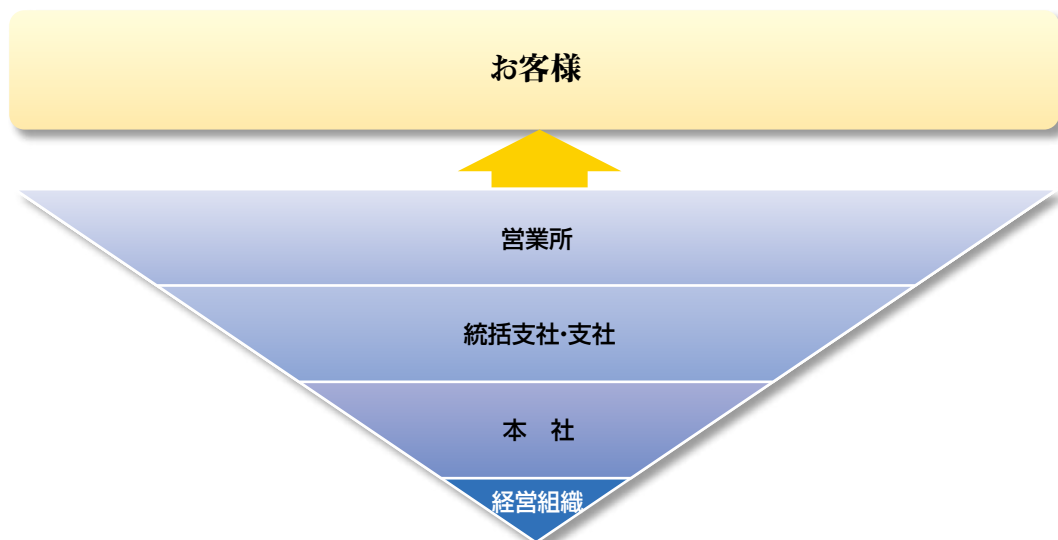 お客様
営業所
統括支社・支社
本　社
経営組織